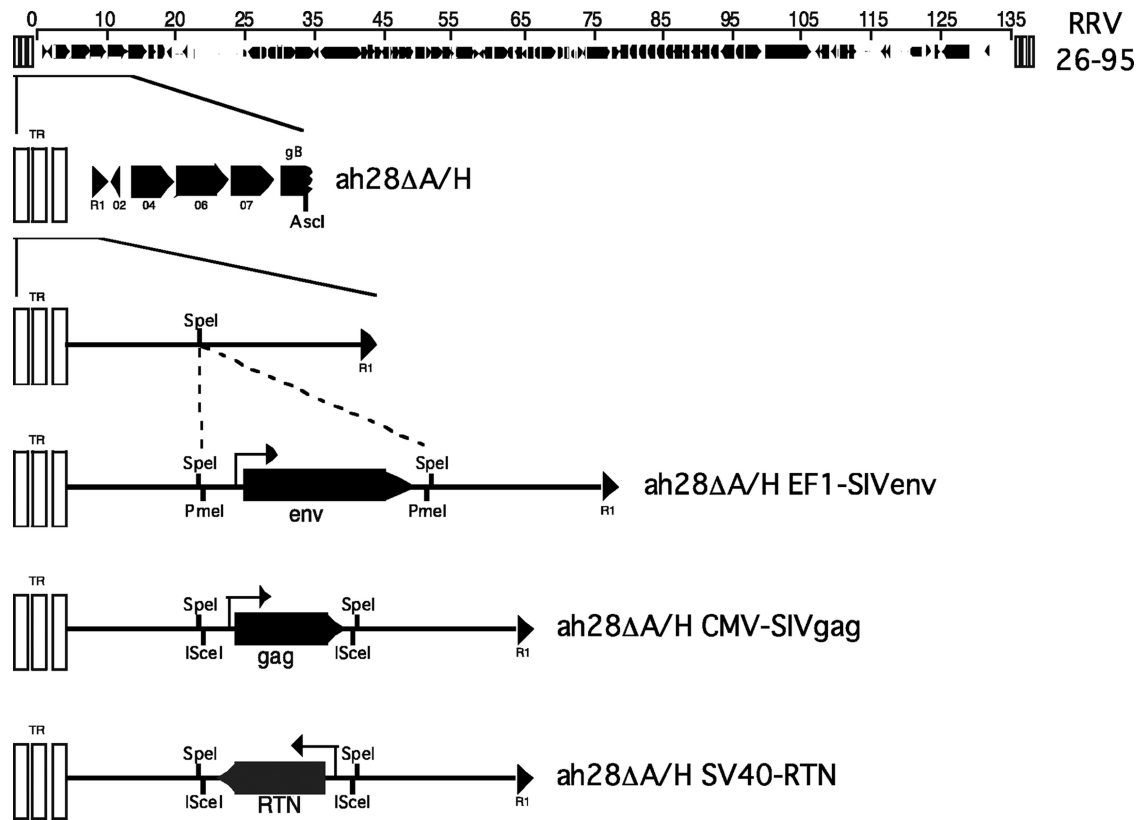 0 10 20 25 35 45 55 65 75 85 95 105 115 125 135 RRV
26-95
TR
gB
ah28ΔA/H
R1 02 04 06 07
AscI
TR
SpeI
R1
TR
SpeI SpeI
ah28ΔA/H EF1-SIVenv
PmeI env PmeI R1
TR
SpeI SpeI
ah28ΔA/H CMV-SIVgag
ISceI gag ISceI R1
TR
SpeI SpeI
ah28ΔA/H SV40-RTN
ISceI RTN ISceI R1